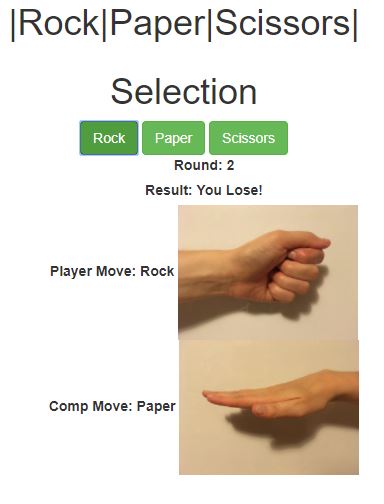 |Rock|Paper|Scissors|
Selection
Rock Paper Scissors
Round: 2
Result: You Lose!
Player Move: Rock
Comp Move: Paper